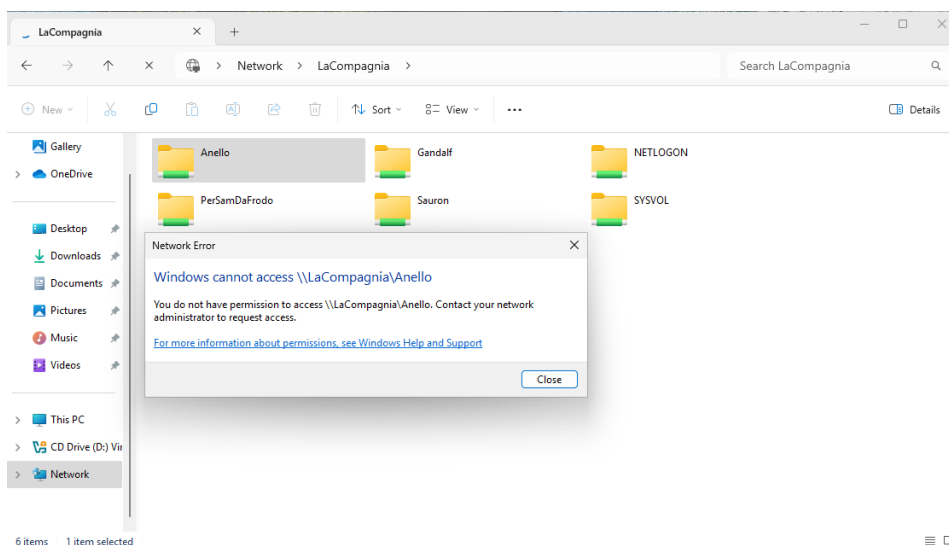 LaCompagnia
Network > LaCompagnia >
Search LaCompagnia
New
Sort
View
Details
Gallery
OneDrive
Desktop
Downloads
Documents
Pictures
Music
Videos
This PC
CD Drive (D:) Vir
Network
Anello
Gandalf
NETLOGON
PerSamDaFrodo
Sauron
SYSVOL
Network Error
Windows cannot access \\LaCompagnia\Anello
You do not have permission to access \\LaCompagnia\Anello. Contact your network
administrator to request access.
For more information about permissions, see Windows Help and Support
Close
6 items
1 item selected